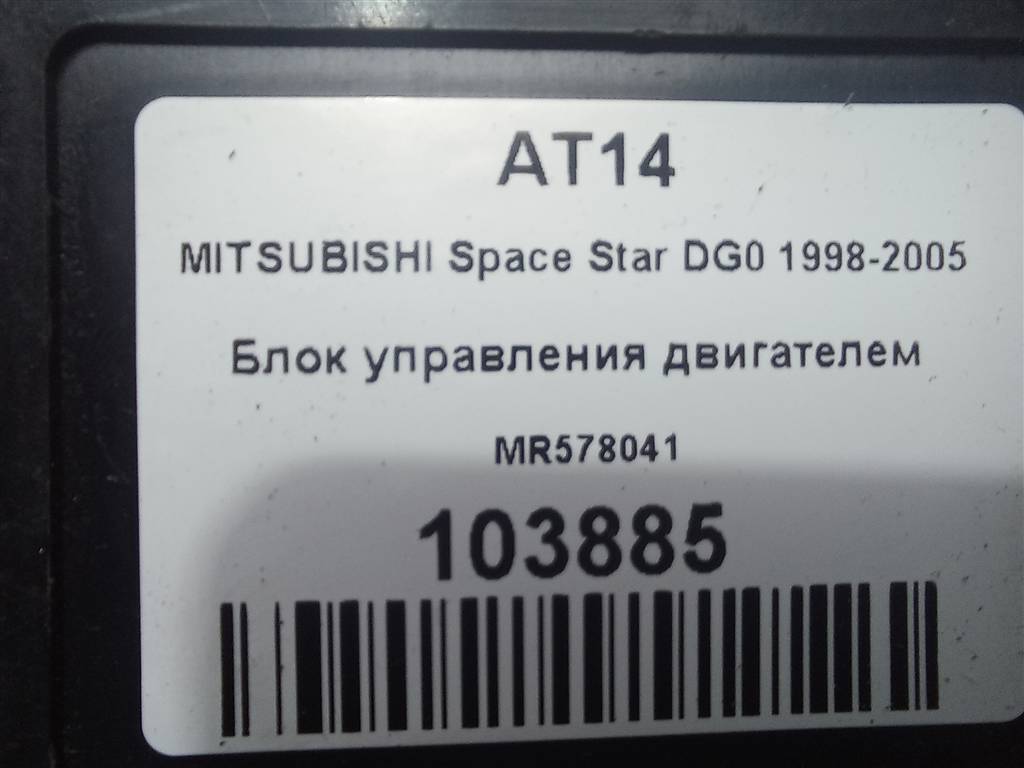 AT14
MITSUBISHI Space Star DG0 1998-2005
Блок управления двигателем
MR578041
103885